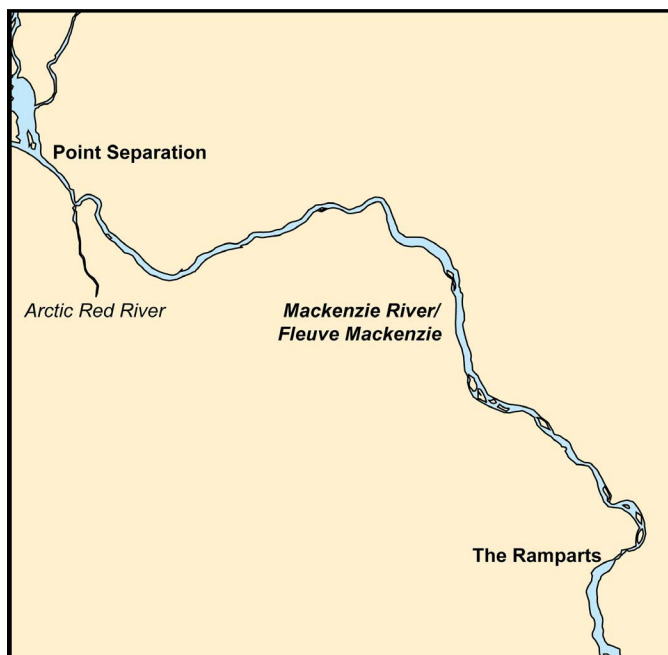 Point Separation
Arctic Red River
Mackenzie River/
Fleuve Mackenzie
The Ramparts